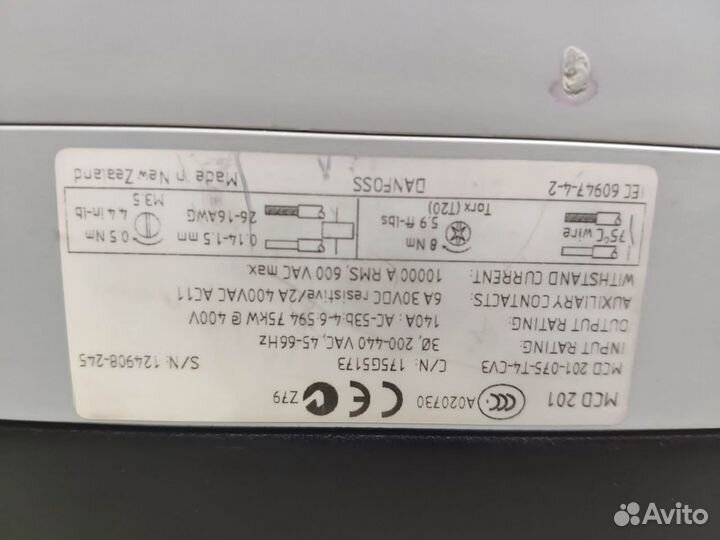 MCD 201
CCC A020730 CE Z79
MCD 201-075-T4-CV3 C/N: 175G5173 S/N: 124908-245
INPUT RATING: 3Ø, 200-440 VAC, 45-66Hz
OUTPUT RATING: 140A : AC-53b 4-6:594 75kW @ 400V
AUXILIARY CONTACTS: 6A 30VDC resistive/2A 400VAC AC11
WITHSTAND CURRENT: 10000 A RMS, 600 VAC max.
75°C wire
8 Nm
5.9 ft-lbs
Torx (T20)
0.14-1.5 mm
26-16AWG
0.5 Nm
4.4 in-lb
M3.5
IEC 60947-4-2 DANFOSS Made in New Zealand
Avito